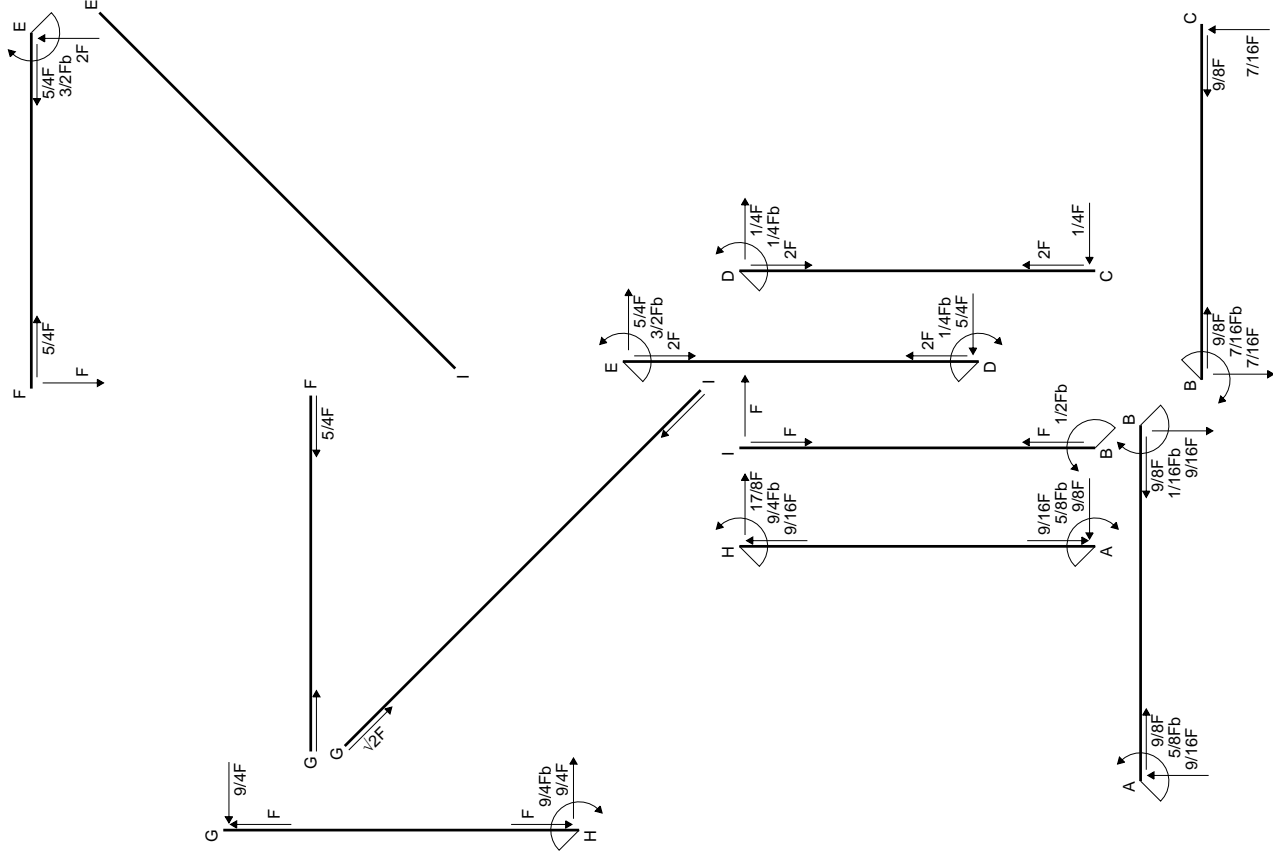 F
E
5/4F
F
5/4F
3/2Fb
2F
E
I
G
F
5/4F
G
√2F
I
G
9/4F
F
F
9/4Fb
9/4F
H
E
5/4F
3/2Fb
2F
2F
1/4Fb
5/4F
D
D
1/4F
1/4Fb
2F
2F
1/4F
C
I
F
F
F
1/2Fb
B
H
17/8F
9/4Fb
9/16F
9/16F
5/8Fb
9/8F
A
A
9/8F
5/8Fb
9/16F
B
9/8F
1/16Fb
9/16F
B
9/8F
7/16Fb
7/16F
C
9/8F
7/16F